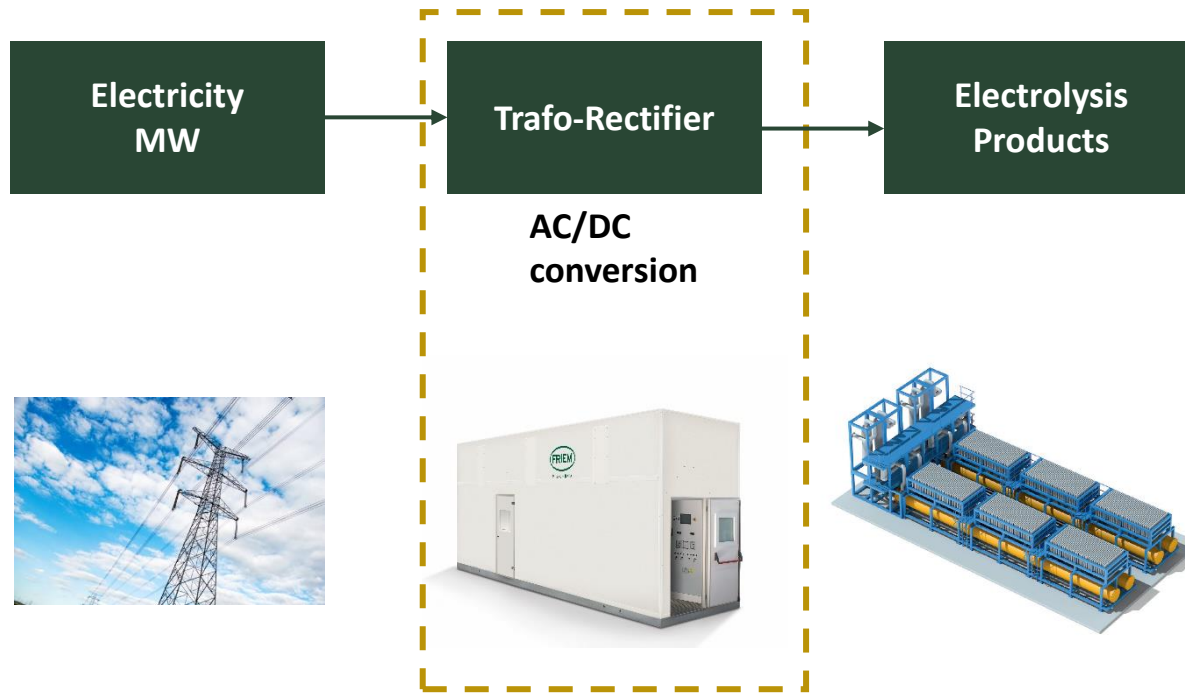 Electricity
MW
Trafo-Rectifier
Electrolysis
Products
AC/DC
conversion
FRIEM